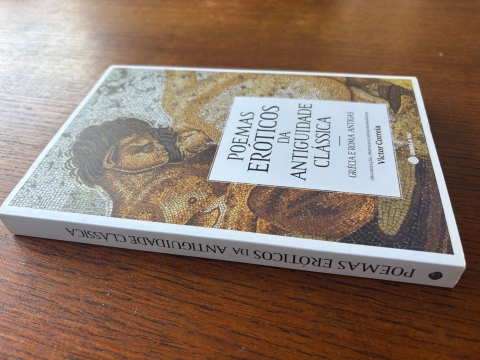 POEMAS
ERÓTICOS
DA
ANTIGUIDADE
CLÁSSICA
GRÉCIA E ROMA ANTIGAS
Victor Correia
POEMAS ERÓTICOS DA ANTIGUIDADE CLÁSSICA